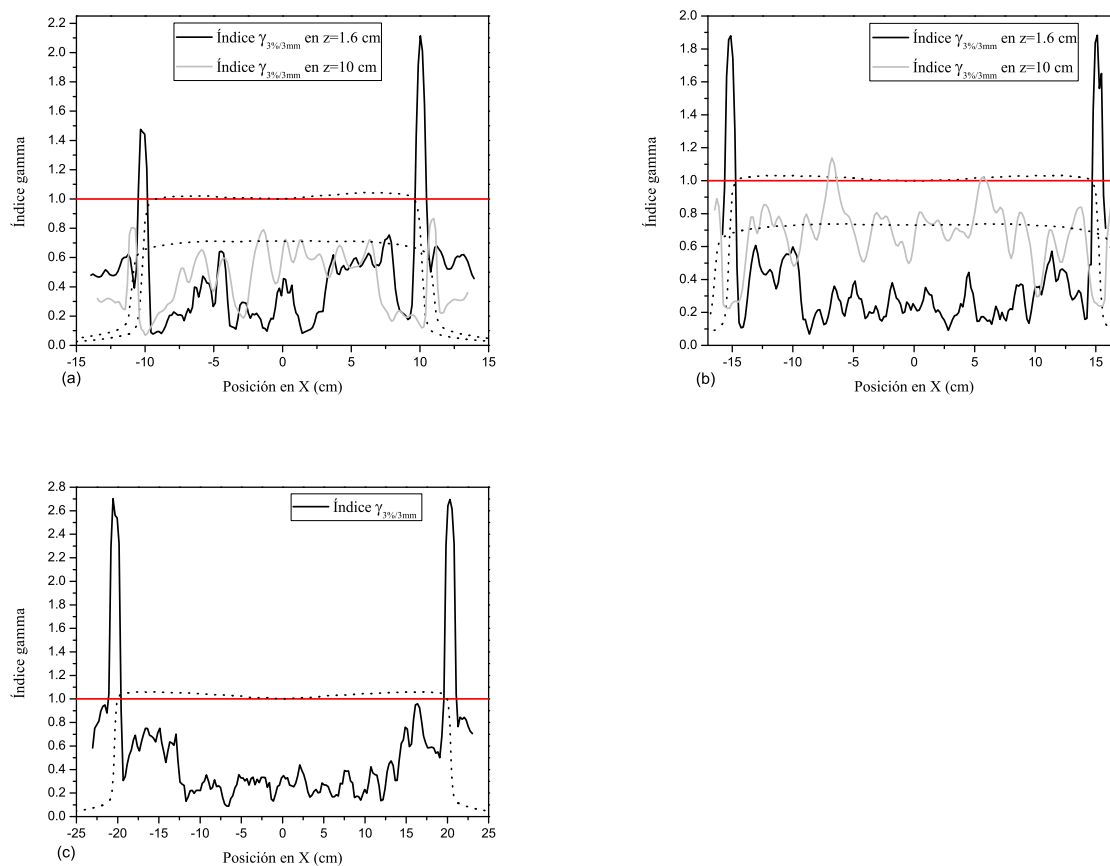 Índice γ3%/3mm en z=1.6 cm
Índice γ3%/3mm en z=10 cm
2.2
2.0
1.8
1.6
1.4
1.2
1.0
0.8
0.6
0.4
0.2
0.0
Índice gamma
-15 -10 -5 0 5 10 15
Posición en X (cm)
(a)
Índice γ3%/3mm en z=1.6 cm
Índice γ3%/3mm en z=10 cm
2.0
1.8
1.6
1.4
1.2
1.0
0.8
0.6
0.4
0.2
0.0
Índice gamma
-15 -10 -5 0 5 10 15
Posición en X (cm)
(b)
Índice γ3%/3mm
2.8
2.6
2.4
2.2
2.0
1.8
1.6
1.4
1.2
1.0
0.8
0.6
0.4
0.2
0.0
Índice gamma
-25 -20 -15 -10 -5 0 5 10 15 20 25
Posición en X (cm)
(c)